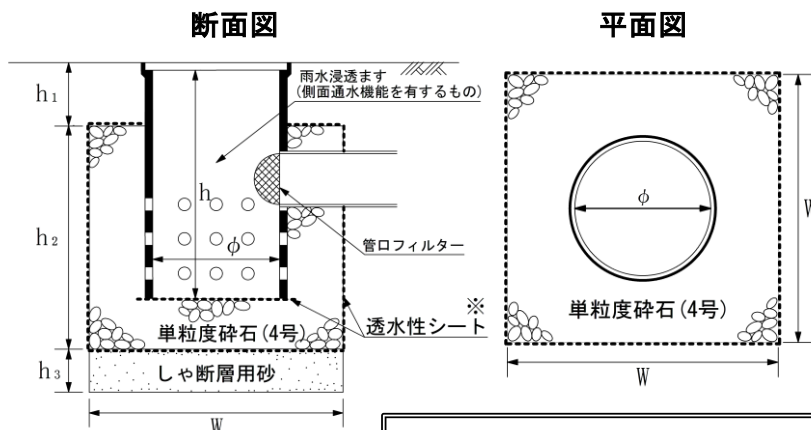 断面図
平面図
雨水浸透ます
(側面通水機能を有するもの)
h1
h
h2
φ
管口フィルター
※
透水性シート
単粒度砕石(4号)
h3
しゃ断層用砂
W
φ
W
単粒度砕石(4号)
W